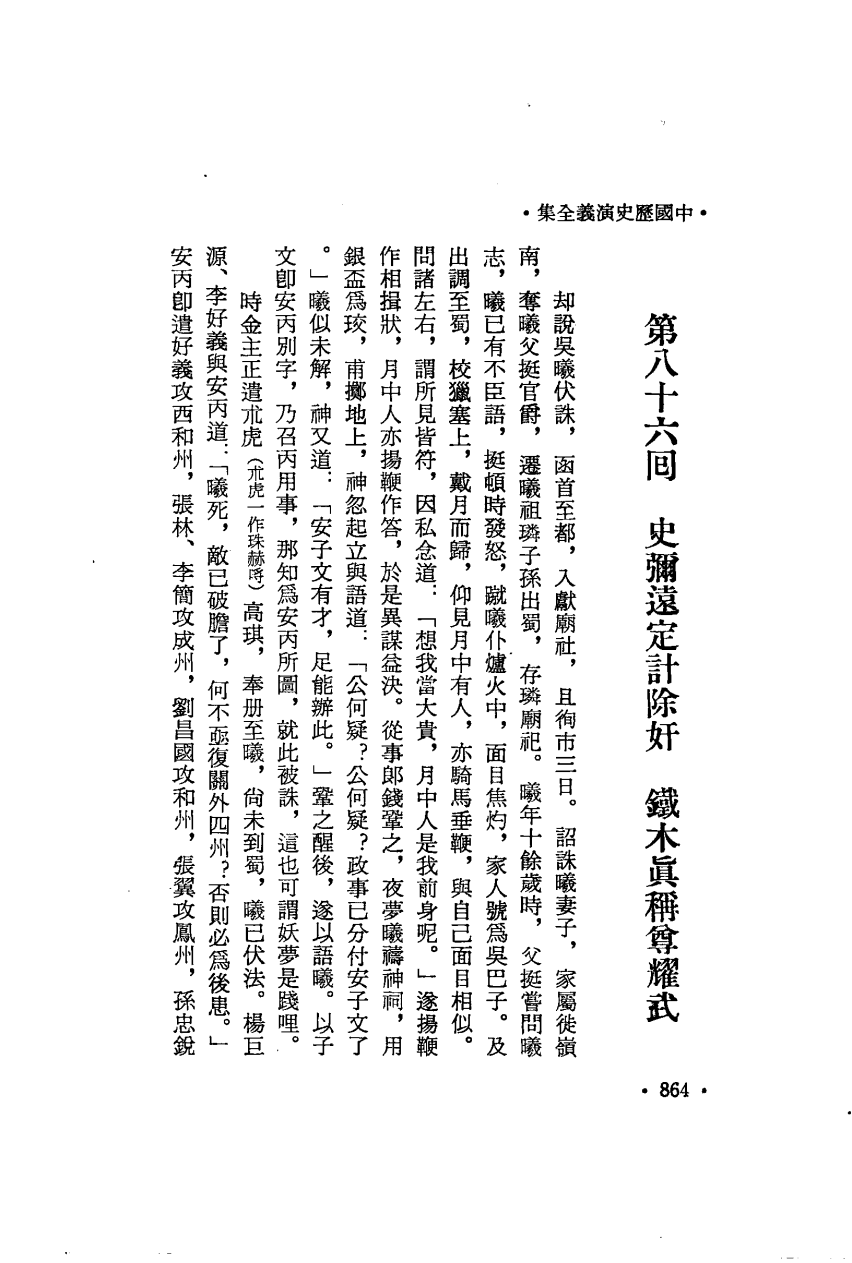 •集全義演史歷國中•
第八十六回　史彌遠定計除奸　鐵木眞稱尊耀武
却說吳曦伏誅，函首至都，入獻廟社，且徇市三日。詔誅曦妻子，家屬徙嶺
南，奪曦父挺官爵，遷曦祖璘子孫出蜀，存璘廟祀。曦年十餘歲時，父挺嘗問曦
志，曦已有不臣語，挺頓時發怒，蹴曦仆爐火中，面目焦灼，家人號爲吳巴子。及
出調至蜀，校獵塞上，戴月而歸，仰見月中有人，亦騎馬垂鞭，與自己面目相似。
問諸左右，謂所見皆符，因私念道：「想我當大貴，月中人是我前身呢。」遂揚鞭
作相揖狀，月中人亦揚鞭作答，於是異謀益決。從事郞錢鞏之，夜夢曦禱神祠，用
銀盃爲珓，甫擲地上，神忽起立與語道：「公何疑？公何疑？政事已分付安子文了
。」曦似未解，神又道：「安子文有才，足能辦此。」鞏之醒後，遂以語曦。以子
文卽安丙別字，乃召丙用事，那知爲安丙所圖，就此被誅，這也可謂妖夢是踐哩。
時金主正遣朮虎（朮虎一作珠赫哷）高琪，奉册至曦，尙未到蜀，曦已伏法。楊巨
源、李好義與安丙道：「曦死，敵已破膽了，何不亟復關外四州？否則必爲後患。」
安丙卽遣好義攻西和州，張林、李簡攻成州，劉昌國攻和州，張翼攻鳳州，孫忠銳
•864•